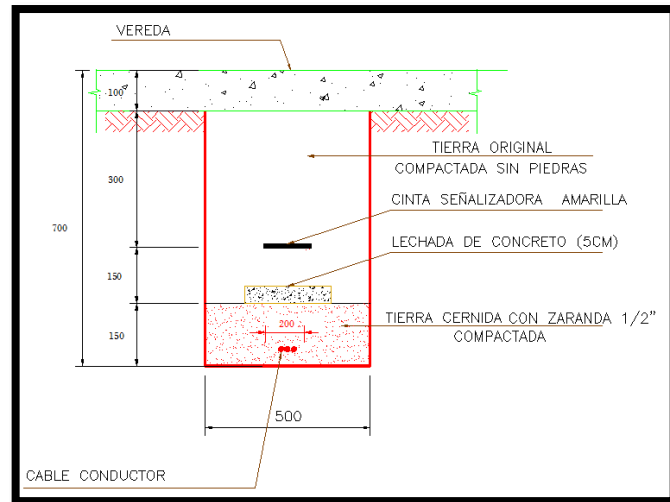 VEREDA
100
TIERRA ORIGINAL
COMPACTADA SIN PIEDRAS
300
CINTA SEÑALIZADORA AMARILLA
700
LECHADA DE CONCRETO (5CM)
150
TIERRA CERNIDA CON ZARANDA 1/2"
COMPACTADA
200
150
500
CABLE CONDUCTOR